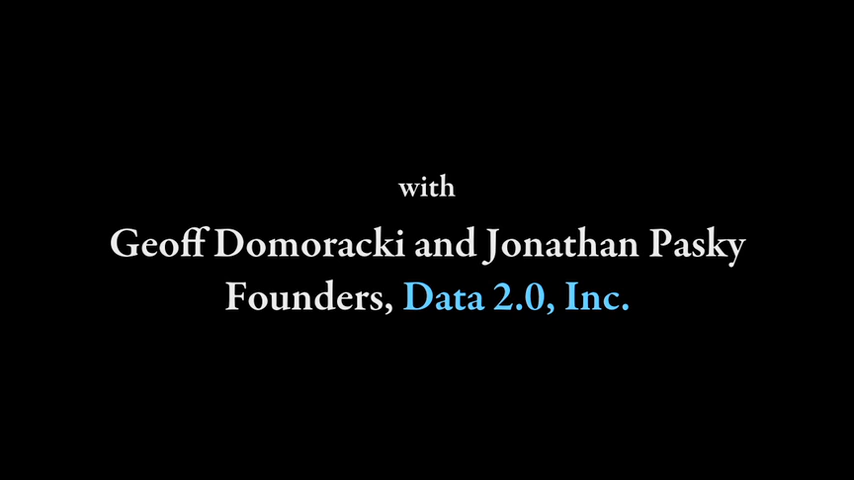 with
Geoff Domoracki and Jonathan Pasky
Founders, Data 2.0, Inc.